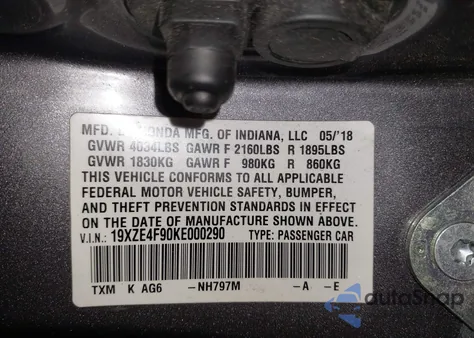 MFD. HONDA MFG. OF INDIANA, LLC 05/'18
GVWR 4034LBS GAWR F 2160LBS R 1895LBS
GVWR 1830KG GAWR F 980KG R 860KG
THIS VEHICLE CONFORMS TO ALL APPLICABLE
FEDERAL MOTOR VEHICLE SAFETY, BUMPER,
AND THEFT PREVENTION STANDARDS IN EFFECT
ON THE DATE OF MANUFACTURE SHOWN ABOVE.
V.I.N.: 19XZE4F90KE000290 TYPE: PASSENGER CAR
TXM K AG6 -NH797M -A -E
autoSnap